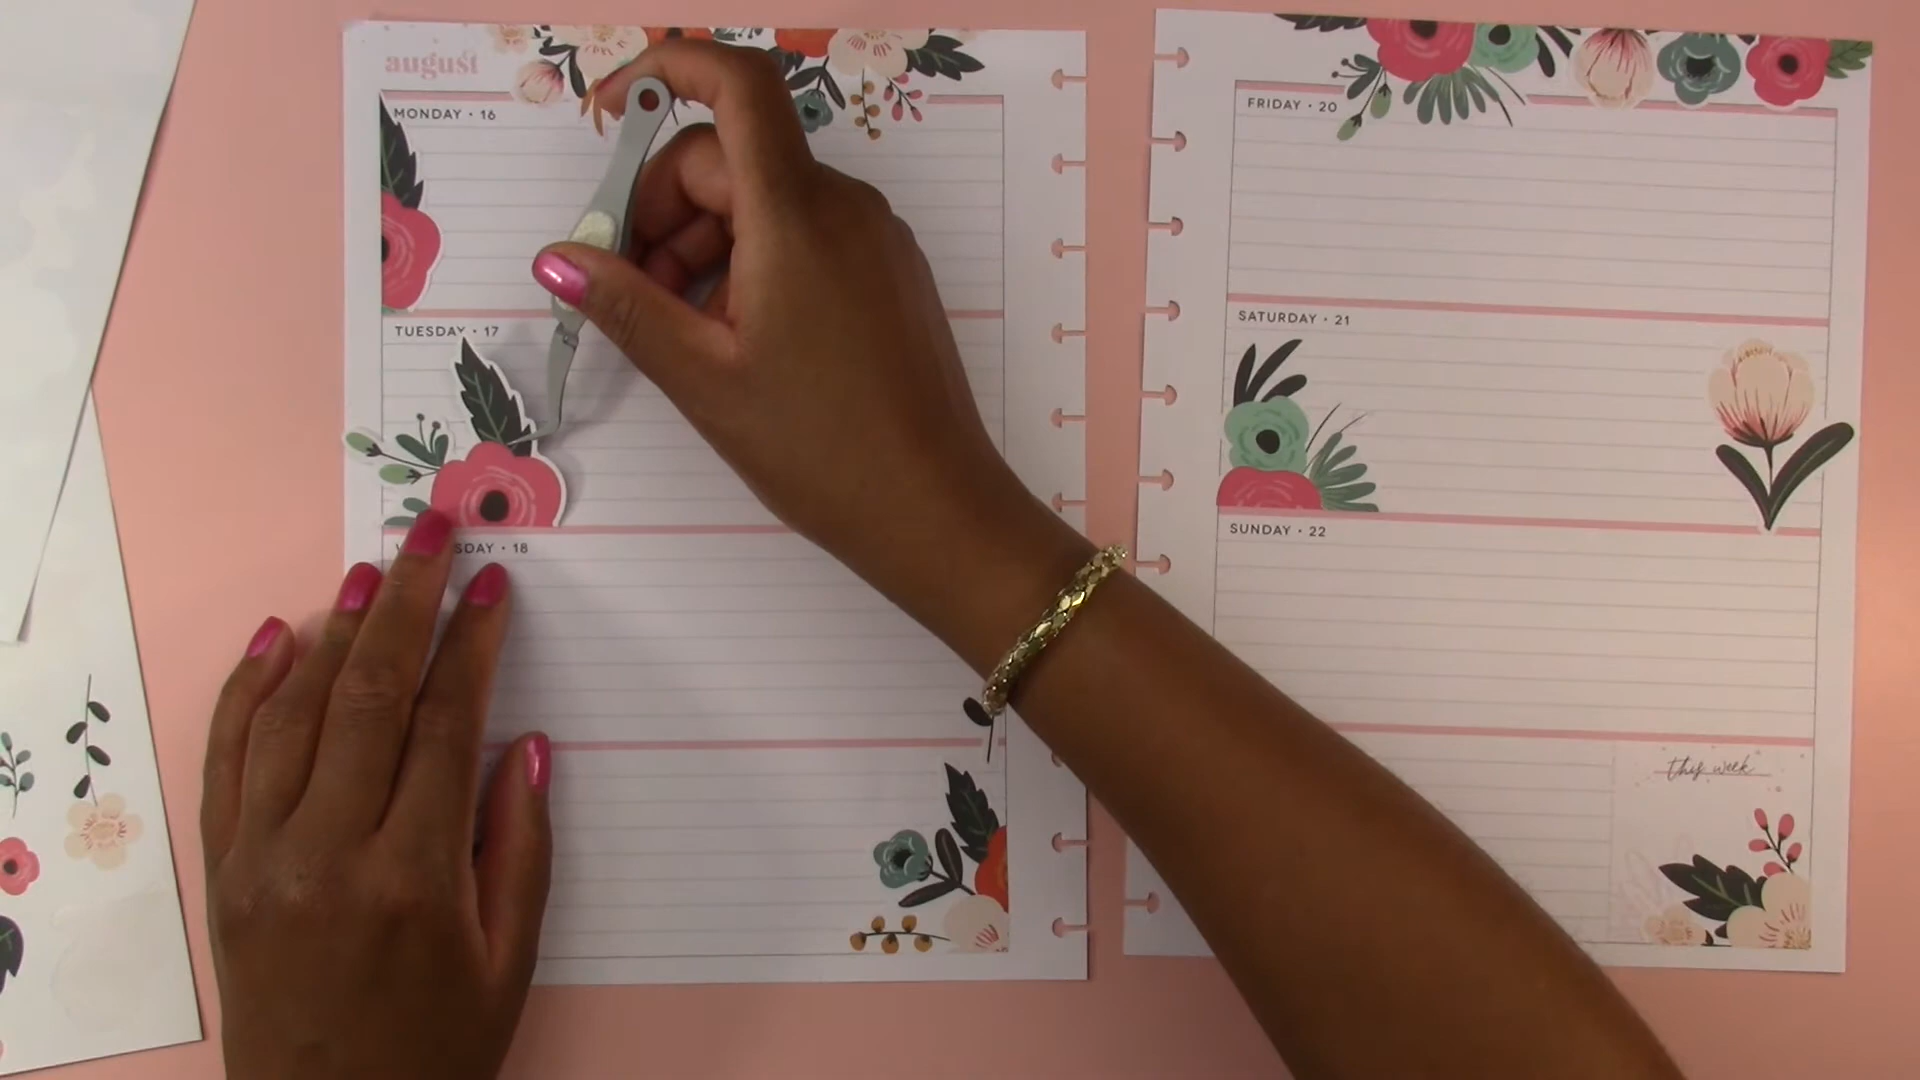 august
MONDAY · 16
TUESDAY · 17
SDAY · 18
FRIDAY · 20
SATURDAY · 21
SUNDAY · 22
this week